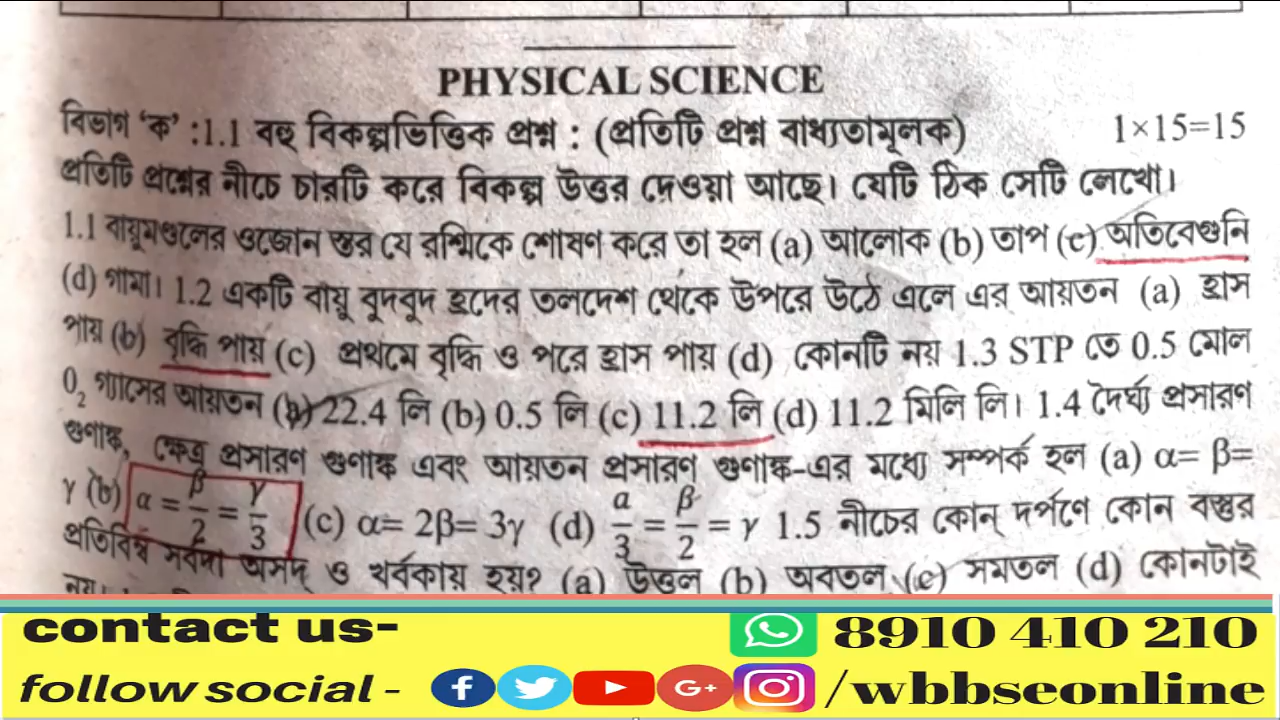 PHYSICAL SCIENCE
বিভাগ ‘ক’ :1.1 বহু বিকল্পভিত্তিক প্রশ্ন : (প্রতিটি প্রশ্ন বাধ্যতামূলক) 1×15=15
প্রতিটি প্রশ্নের নীচে চারটি করে বিকল্প উত্তর দেওয়া আছে। যেটি ঠিক সেটি লেখো।
1.1 বায়ুমণ্ডলের ওজোন স্তর যে রশ্মিকে শোষণ করে তা হল (a) আলোক (b) তাপ (c) অতিবেগুনি
(d) গামা। 1.2 একটি বায়ু বুদবুদ হ্রদের তলদেশ থেকে উপরে উঠে এলে এর আয়তন (a) হ্রাস
পায় (b) বৃদ্ধি পায় (c) প্রথমে বৃদ্ধি ও পরে হ্রাস পায় (d) কোনটি নয় 1.3 STP তে 0.5 মোল
O₂ গ্যাসের আয়তন (a) 22.4 লি (b) 0.5 লি (c) 11.2 লি (d) 11.2 মিলি লি। 1.4 দৈর্ঘ্য প্রসারণ
গুণাঙ্ক, ক্ষেত্র প্রসারণ গুণাঙ্ক এবং আয়তন প্রসারণ গুণাঙ্ক-এর মধ্যে সম্পর্ক হল (a) α= β=
γ (b) α = β/2 = γ/3 (c) α= 2β= 3γ (d) α/3 = β/2 = γ 1.5 নীচের কোন্ দর্পণে কোন বস্তুর
প্রতিবিম্ব সর্বদা অসদ্ ও খর্বকায় হয়? (a) উত্তল (b) অবতল (c) সমতল (d) কোনটাই
নয়।
contact us- 8910 410 210
follow social - f G+ /wbbseonline